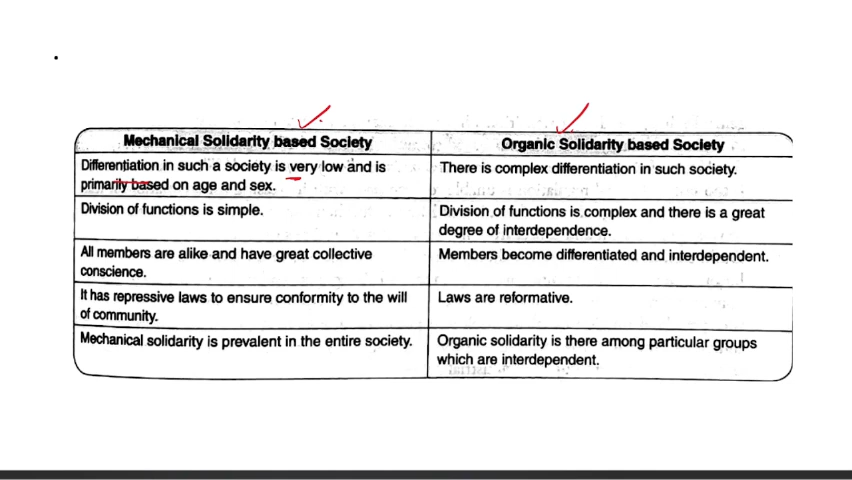 Mechanical Solidarity based Society
Organic Solidarity based Society
Differentiation in such a society is very low and is
primarily based on age and sex.
There is complex differentiation in such society.
Division of functions is simple.
Division of functions is complex and there is a great
degree of interdependence.
All members are alike and have great collective
conscience.
Members become differentiated and interdependent.
It has repressive laws to ensure conformity to the will
of community.
Laws are reformative.
Mechanical solidarity is prevalent in the entire society.
Organic solidarity is there among particular groups
which are interdependent.